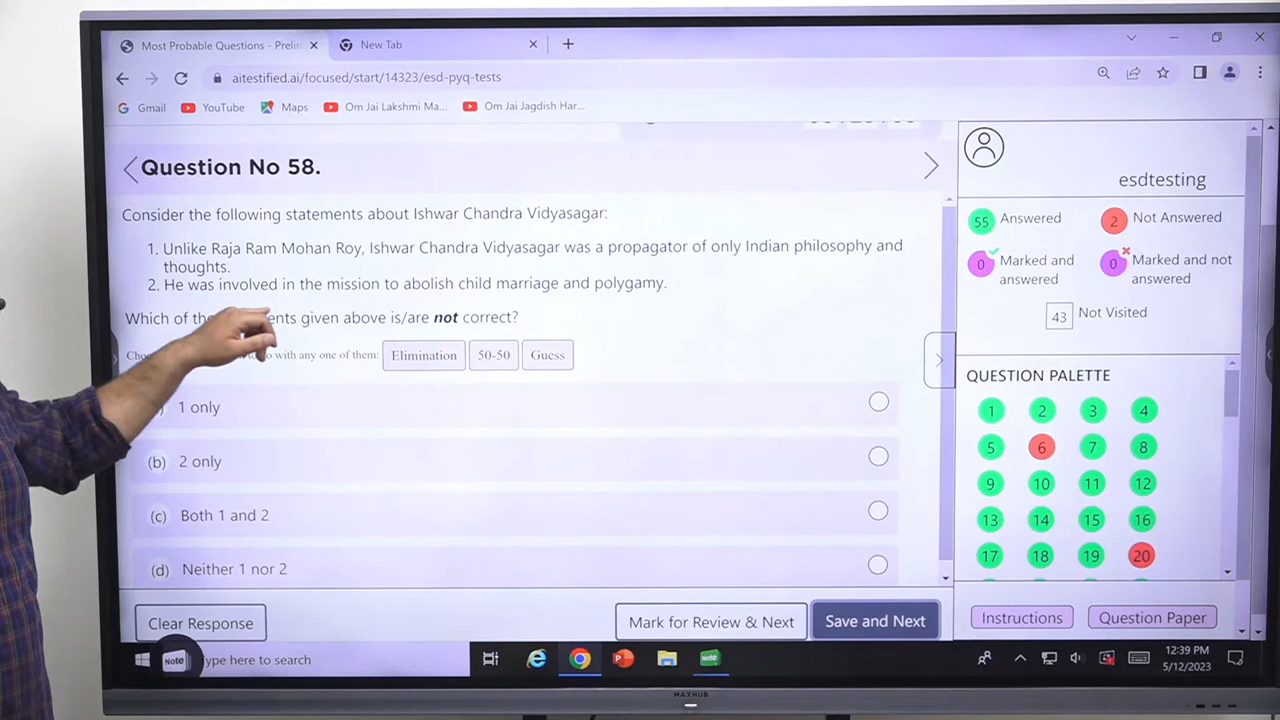 Most Probable Questions - Prelin
New Tab
aitestified.ai/focused/start/14323/esd-pyq-tests
Gmail YouTube Maps Om Jai Lakshmi Ma... Om Jai Jagdish Har...
Question No 58.
Consider the following statements about Ishwar Chandra Vidyasagar:
1. Unlike Raja Ram Mohan Roy, Ishwar Chandra Vidyasagar was a propagator of only Indian philosophy and
thoughts.
2. He was involved in the mission to abolish child marriage and polygamy.
Which of the ents given above is/are not correct?
with any one of them: Elimination 50-50 Guess
1 only
(b) 2 only
(c) Both 1 and 2
(d) Neither 1 nor 2
Clear Response Mark for Review & Next Save and Next
esdtesting
55 Answered 2 Not Answered
0 Marked and answered
0 Marked and not answered
43 Not Visited
QUESTION PALETTE
1 2 3 4
5 6 7 8
9 10 11 12
13 14 15 16
17 18 19 20
Instructions Question Paper
Note ype here to search
Note
12:39 PM
5/12/2023
MAXHUB